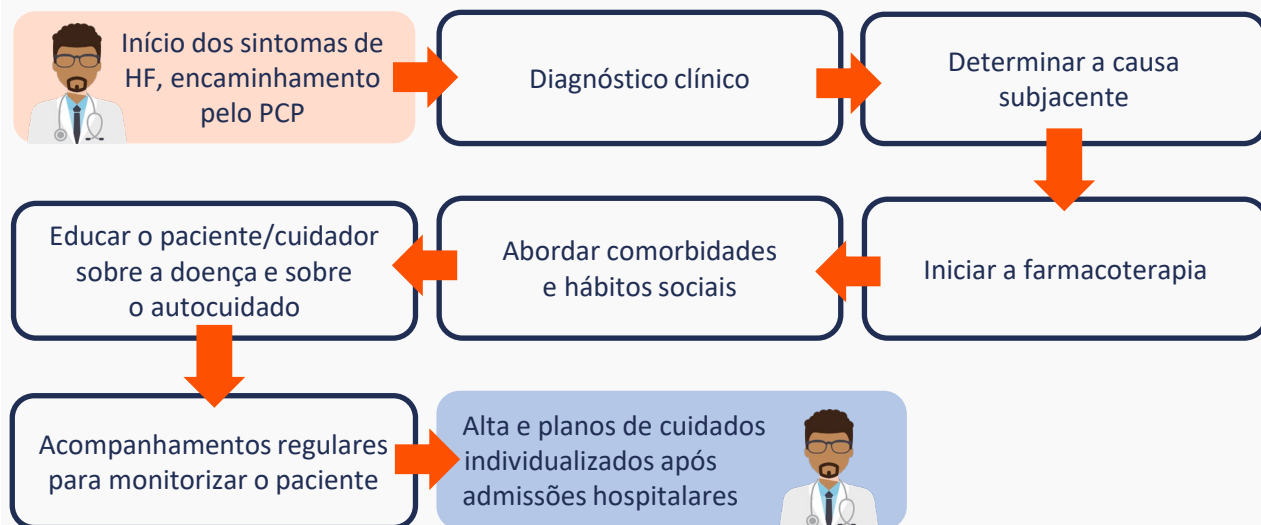 Início dos sintomas de
HF, encaminhamento
pelo PCP
Diagnóstico clínico
Determinar a causa
subjacente
Iniciar a farmacoterapia
Abordar comorbidades
e hábitos sociais
Educar o paciente/cuidador
sobre a doença e sobre
o autocuidado
Acompanhamentos regulares
para monitorizar o paciente
Alta e planos de cuidados
individualizados após
admissões hospitalares